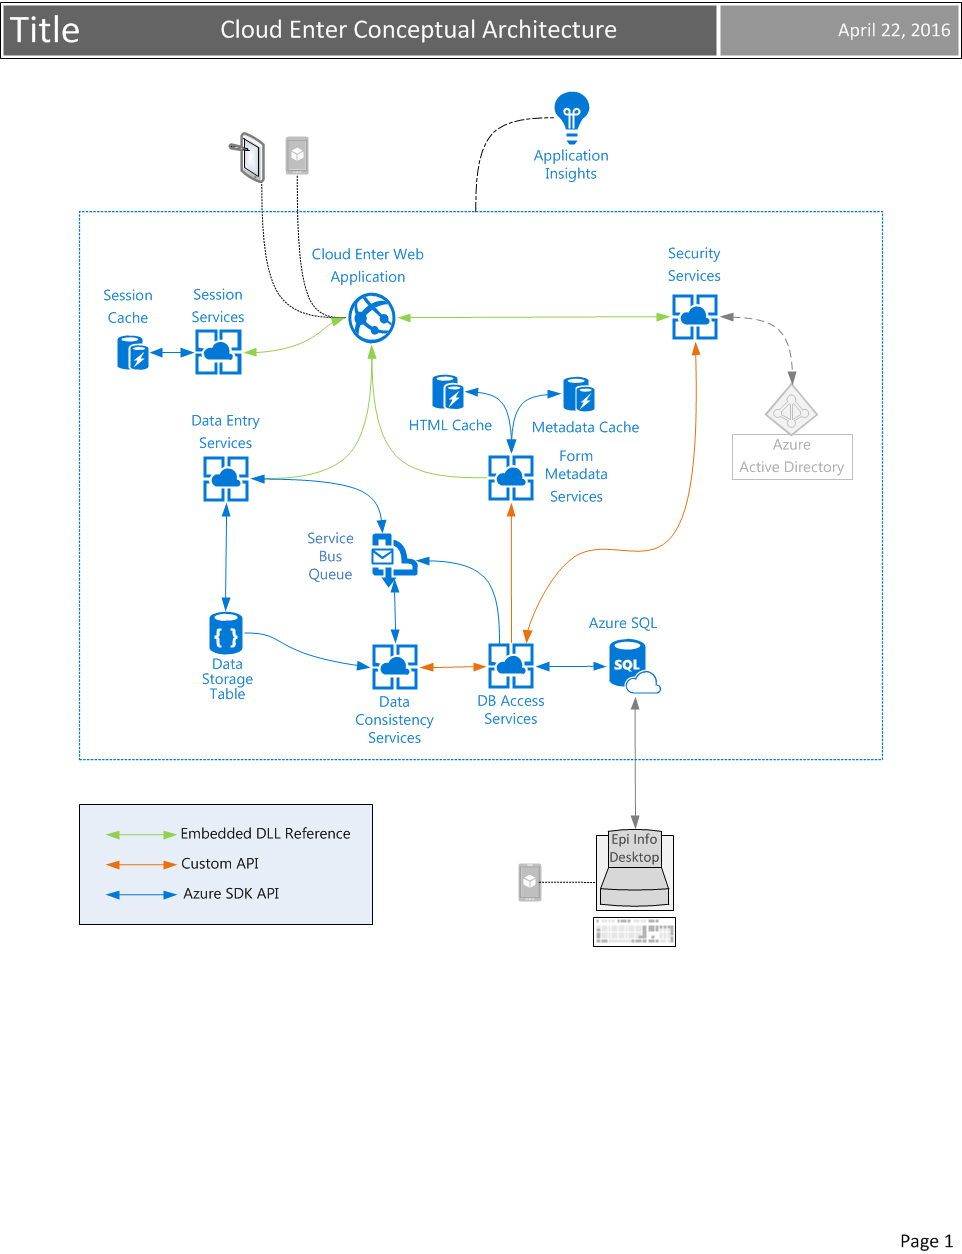 Title
Cloud Enter Conceptual Architecture
April 22, 2016
Application
Insights
Cloud Enter Web
Application
Security
Services
Session
Cache
Session
Services
HTML Cache
Metadata Cache
Data Entry
Services
Form
Metadata
Services
Azure
Active Directory
Service
Bus
Queue
Azure SQL
SQL
{ }
Data
Storage
Table
Data
Consistency
Services
DB Access
Services
Embedded DLL Reference
Custom API
Azure SDK API
Epi Info
Desktop
Page 1